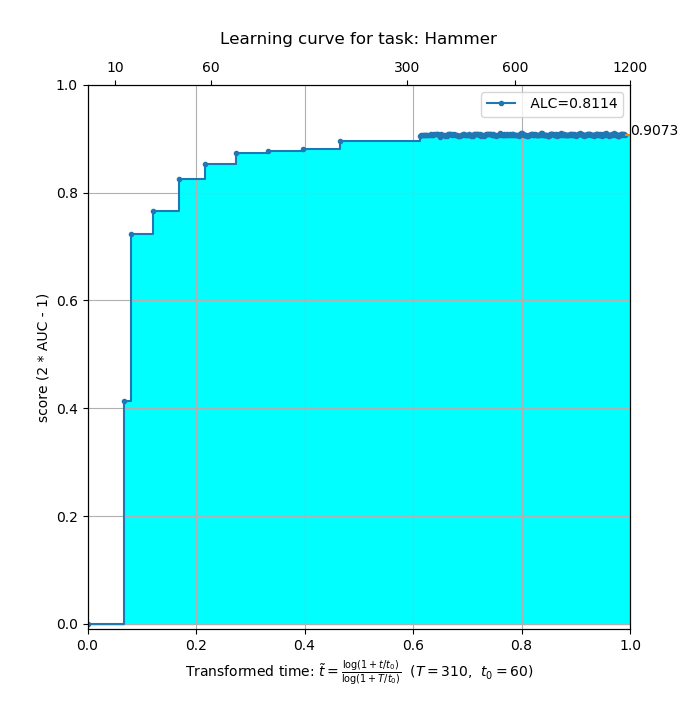 Learning curve for task: Hammer
10 60 300 600 1200
1.0
ALC=0.8114
0.9073
0.8
0.6
0.4
0.2
0.0
score (2 * AUC - 1)
0.0 0.2 0.4 0.6 0.8 1.0
Transformed time: t̃ = log(1 + t/t₀) / log(1 + T/t₀) (T = 310, t₀ = 60)